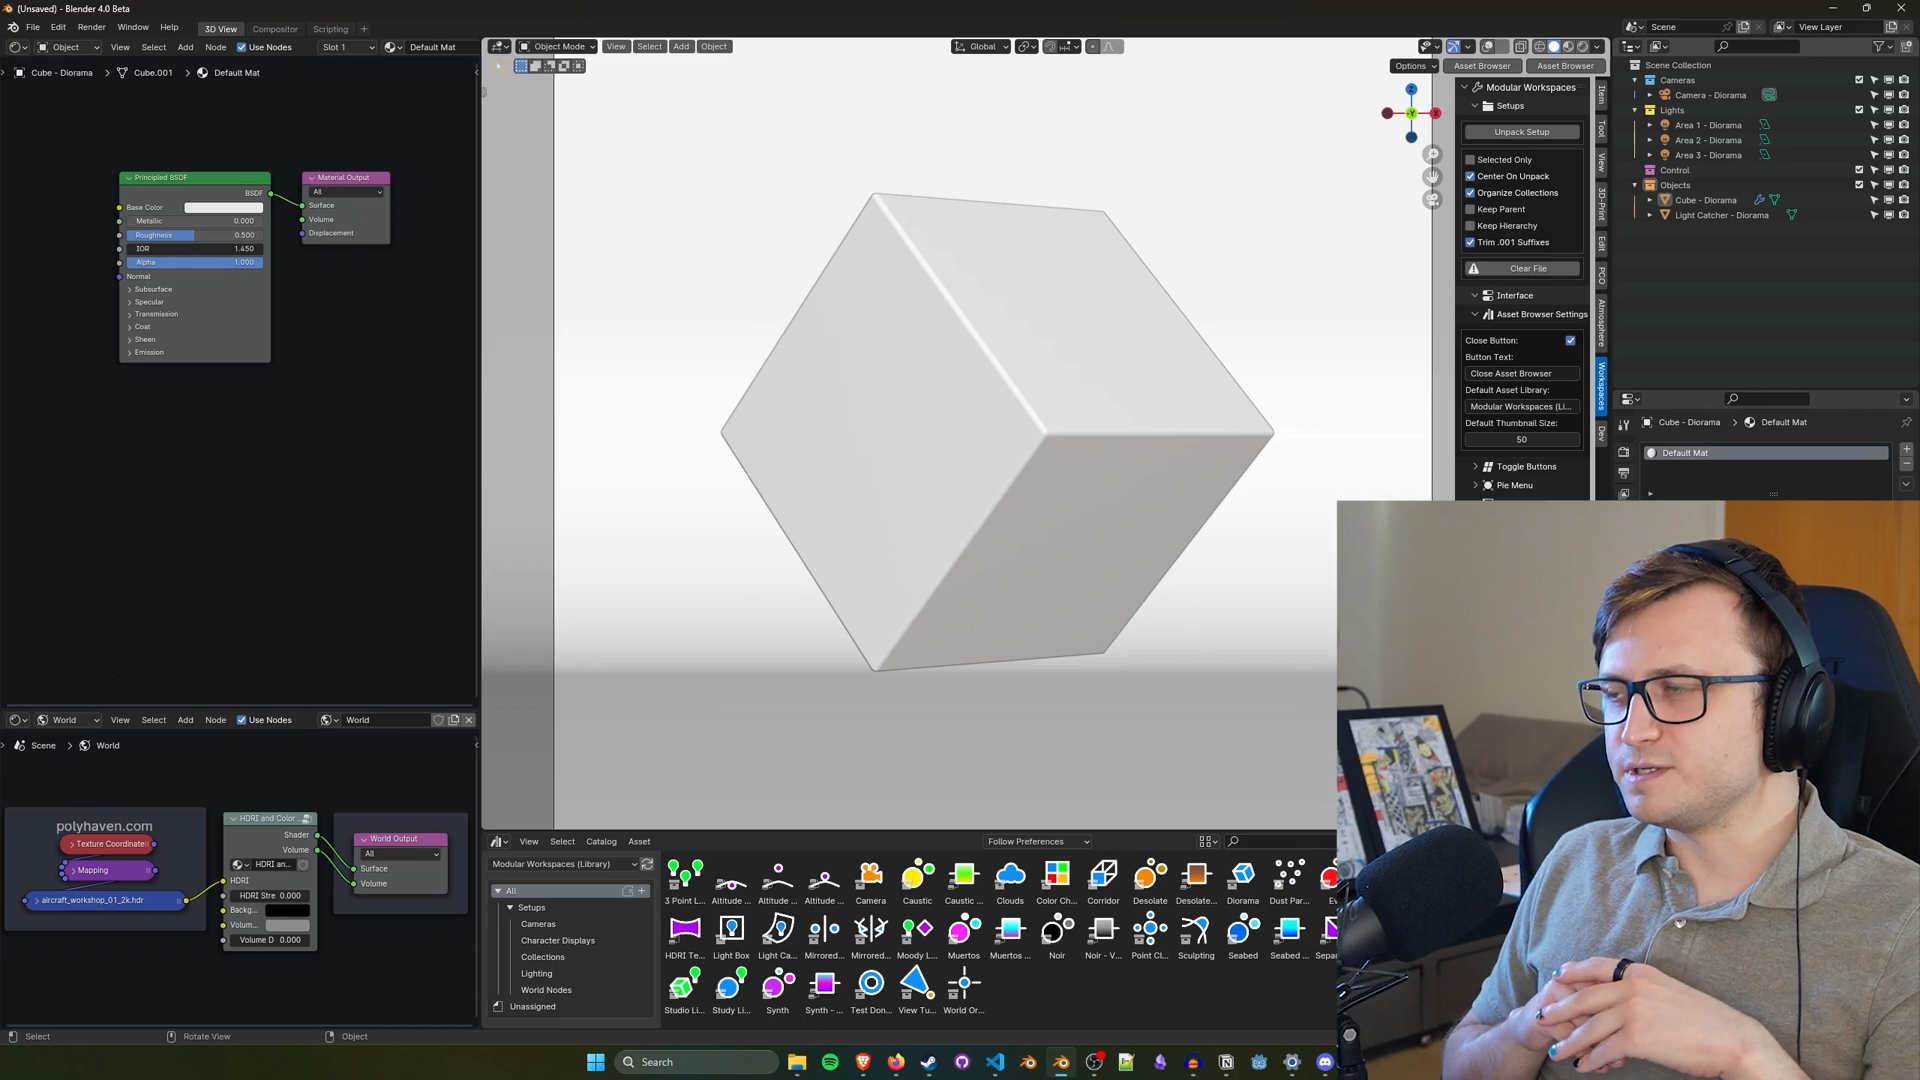 (Unsaved) - Blender 4.0 Beta
File Edit Render Window Help
3D View Compositor Scripting +
Scene
View Layer
Object View Select Add Node Use Nodes Slot 1 Default Mat
Cube - Diorama > Cube.001 > Default Mat
Principled BSDF
BSDF
Base Color
Metallic 0.000
Roughness 0.500
IOR 1.450
Alpha 1.000
Normal
Subsurface
Specular
Transmission
Coat
Sheen
Emission
Material Output
All
Surface
Volume
Displacement
Object Mode View Select Add Object
Global
Options
Asset Browser
Asset Browser
Z
-Y
X
Modular Workspaces
Setups
Unpack Setup
Selected Only
Center On Unpack
Organize Collections
Keep Parent
Keep Hierarchy
Trim .001 Suffixes
Clear File
Interface
Asset Browser Settings
Close Button:
Button Text:
Close Asset Browser
Default Asset Library:
Modular Workspaces (Li...
Default Thumbnail Size:
50
Toggle Buttons
Pie Menu
Item
Tool
View
3D-Print
Edit
PCO
Atmosphere
Workspaces
Dev
Scene Collection
Cameras
Camera - Diorama
Lights
Area 1 - Diorama
Area 2 - Diorama
Area 3 - Diorama
Control
Objects
Cube - Diorama
Light Catcher - Diorama
Cube - Diorama > Default Mat
Default Mat
World View Select Add Node Use Nodes World
Scene > World
polyhaven.com
Texture Coordinate
Mapping
aircraft_workshop_01_2k.hdr
HDRI and Color ...
Shader
Volume
HDRI an...
HDRI
HDRI Stre 0.000
Backg...
Volum...
Volume D 0.000
World Output
All
Surface
Volume
View Select Catalog Asset
Follow Preferences
Modular Workspaces (Library)
All
Setups
Cameras
Character Displays
Collections
Lighting
World Nodes
Unassigned
3 Point L... Altitude ... Altitude ... Altitude ... Camera Caustic Caustic ... Clouds Color Ch... Corridor Desolate Desolate... Diorama Dust Par...
HDRI Te... Light Box Light Ca... Mirrored... Mirrored... Moody L... Muertos Muertos ... Noir Noir - V... Point Cl... Sculpting Seabed Seabed ...
Studio Li... Study Li... Synth Synth - ... Test Don... View Tu... World Or...
Select Rotate View Object
Search